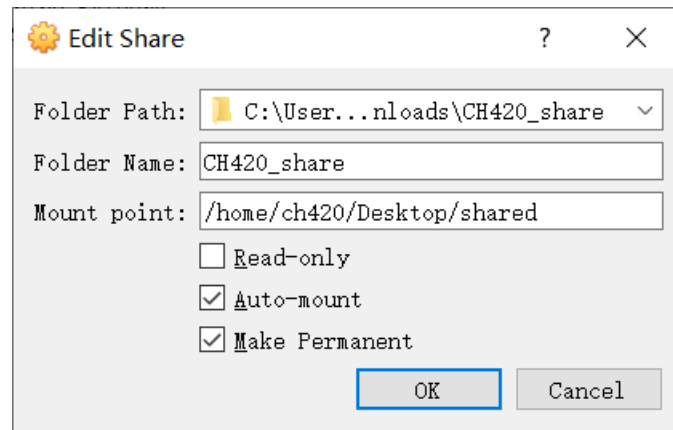 Edit Share
?
Folder Path: C:\User...nloads\CH420_share
Folder Name: CH420_share
Mount point: /home/ch420/Desktop/shared
Read-only
Auto-mount
Make Permanent
OK Cancel